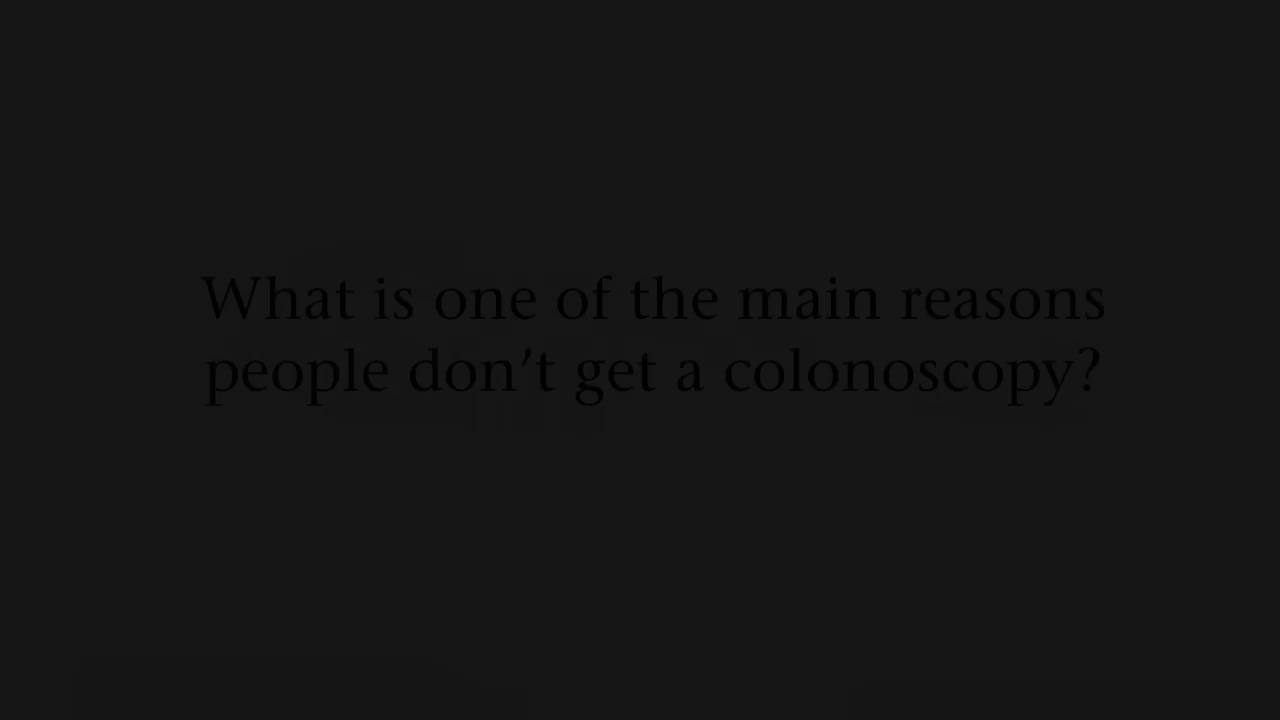 What is one of the main reasons
people don’t get a colonoscopy?